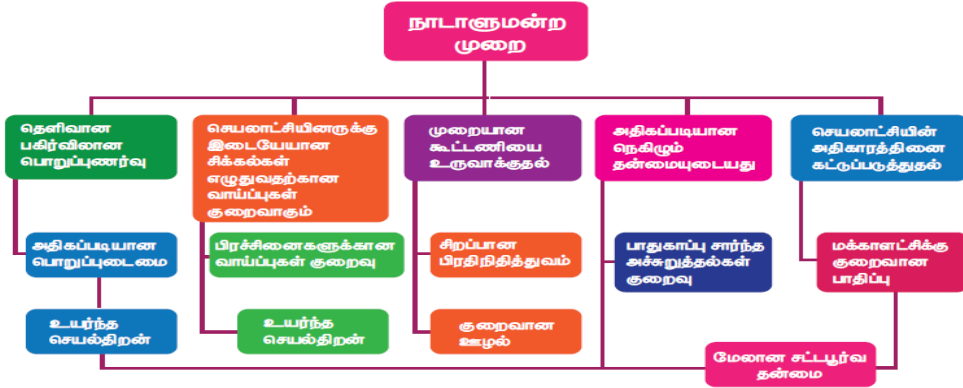 நாடாளுமன்ற
முறை
தெளிவான
பகிர்விலான
பொறுப்புணர்வு
செயலாட்சியினருக்கு
இடையேயான
சிக்கல்கள்
எழுதுவதற்கான
வாய்ப்புகள்
குறைவாகும்
முறையான
கூட்டணியை
உருவாக்குதல்
அதிகப்படியான
நெகிழும்
தன்மையுடையது
செயலாட்சியின்
அதிகாரத்தினை
கட்டுப்படுத்துதல்
அதிகப்படியான
பொறுப்புடைமை
பிரச்சினைகளுக்கான
வாய்ப்புகள் குறைவு
சிறப்பான
பிரதிநிதித்துவம்
பாதுகாப்பு சார்ந்த
அச்சுறுத்தல்கள்
குறைவு
மக்காளட்சிக்கு
குறைவான
பாதிப்பு
உயர்ந்த
செயல்திறன்
உயர்ந்த
செயல்திறன்
குறைவான
ஊழல்
மேலான சட்டபூர்வ
தன்மை